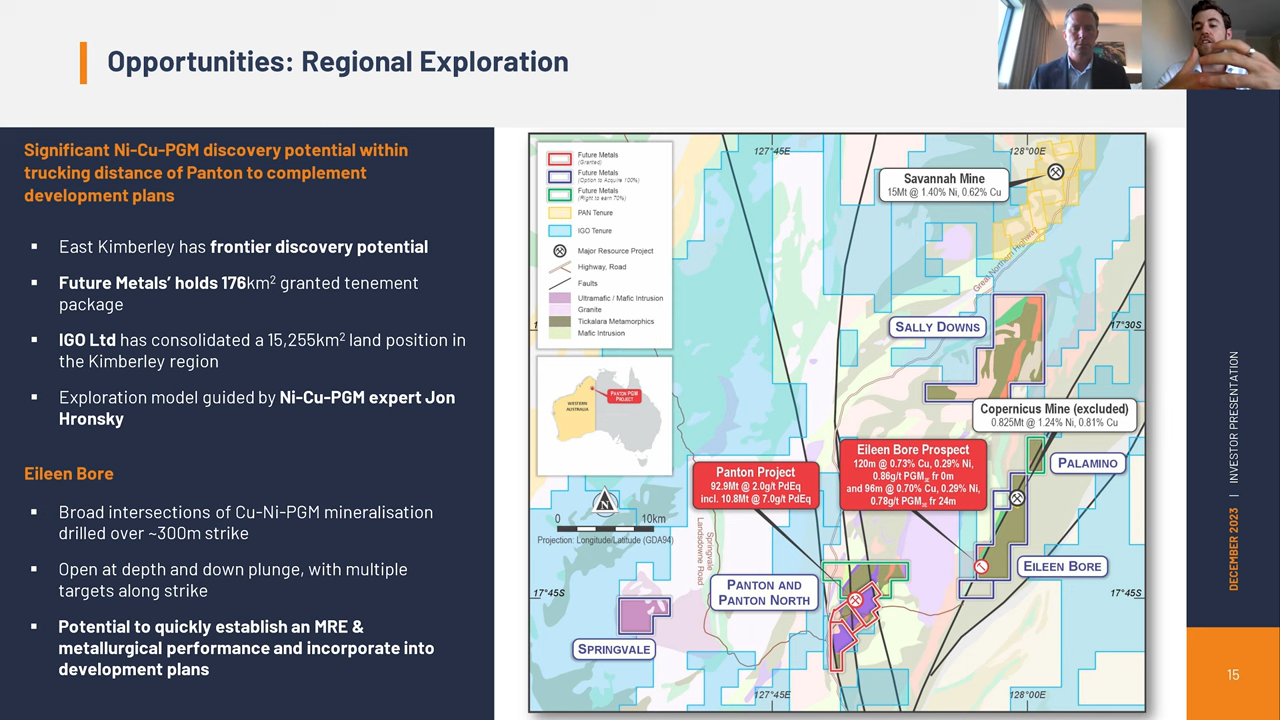 Opportunities: Regional Exploration
Significant Ni-Cu-PGM discovery potential within
trucking distance of Panton to complement
development plans
▪ East Kimberley has frontier discovery potential
▪ Future Metals’ holds 176km² granted tenement
package
▪ IGO Ltd has consolidated a 15,255km² land position in
the Kimberley region
▪ Exploration model guided by Ni-Cu-PGM expert Jon
Hronsky
Eileen Bore
▪ Broad intersections of Cu-Ni-PGM mineralisation
drilled over ~300m strike
▪ Open at depth and down plunge, with multiple
targets along strike
▪ Potential to quickly establish an MRE &
metallurgical performance and incorporate into
development plans
Future Metals
(Granted)
Future Metals
(Option to Acquire 100%)
Future Metals
(Right to earn 70%)
PAN Tenure
IGO Tenure
Major Resource Project
Highway, Road
Faults
Ultramafic / Mafic Intrusion
Granite
Tickalara Metamorphics
Mafic Intrusion
WESTERN
AUSTRALIA
PANTON PGM
PROJECT
N
0 10km
Projection: Longitude/Latitude (GDA94)
127°45E
128°00E
Savannah Mine
15Mt @ 1.40% Ni, 0.62% Cu
Great Northern Highway
SALLY DOWNS
17°30S
Copernicus Mine (excluded)
0.825Mt @ 1.24% Ni, 0.81% Cu
Eileen Bore Prospect
120m @ 0.73% Cu, 0.29% Ni,
0.86g/t PGM3E fr 0m
and 96m @ 0.70% Cu, 0.29% Ni,
0.78g/t PGM3E fr 24m
Panton Project
92.9Mt @ 2.0g/t PdEq
incl. 10.8Mt @ 7.0g/t PdEq
PALAMINO
Springvale
Landsdowne Road
EILEEN BORE
PANTON AND
PANTON NORTH
17°45S
17°45S
SPRINGVALE
127°45E
128°00E
DECEMBER 2023 | INVESTOR PRESENTATION
15